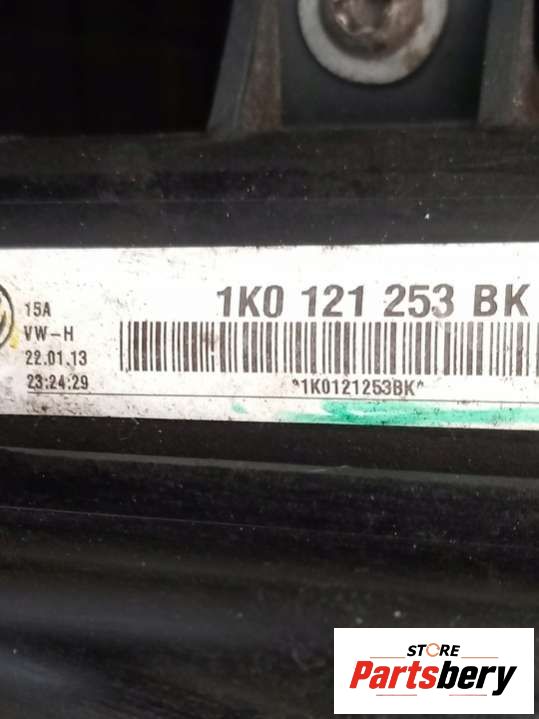 1K0 121 253 BK
15A
VW-H
22.01.13
23:24:29
*1K0121253BK*
STORE
Partsbery